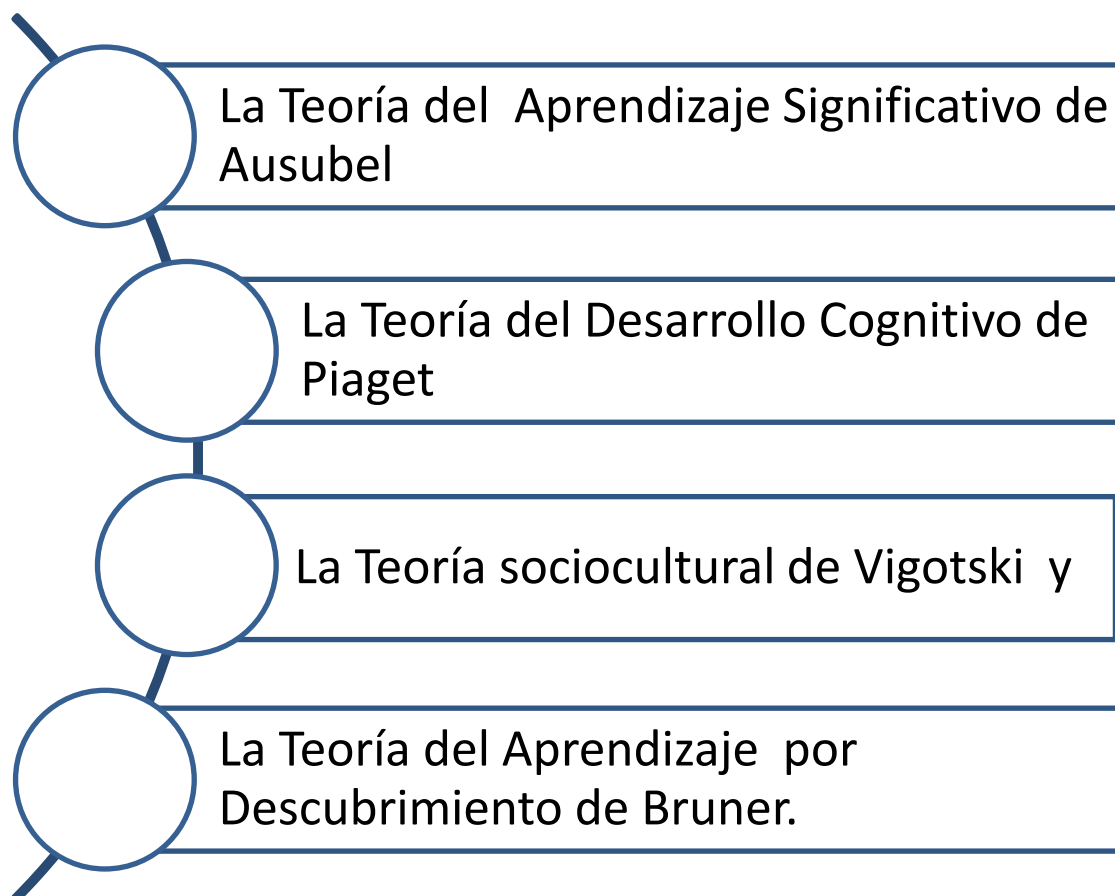 La Teoría del  Aprendizaje Significativo de
Ausubel
La Teoría del Desarrollo Cognitivo de
Piaget
La Teoría sociocultural de Vigotski  y
La Teoría del Aprendizaje  por
Descubrimiento de Bruner.